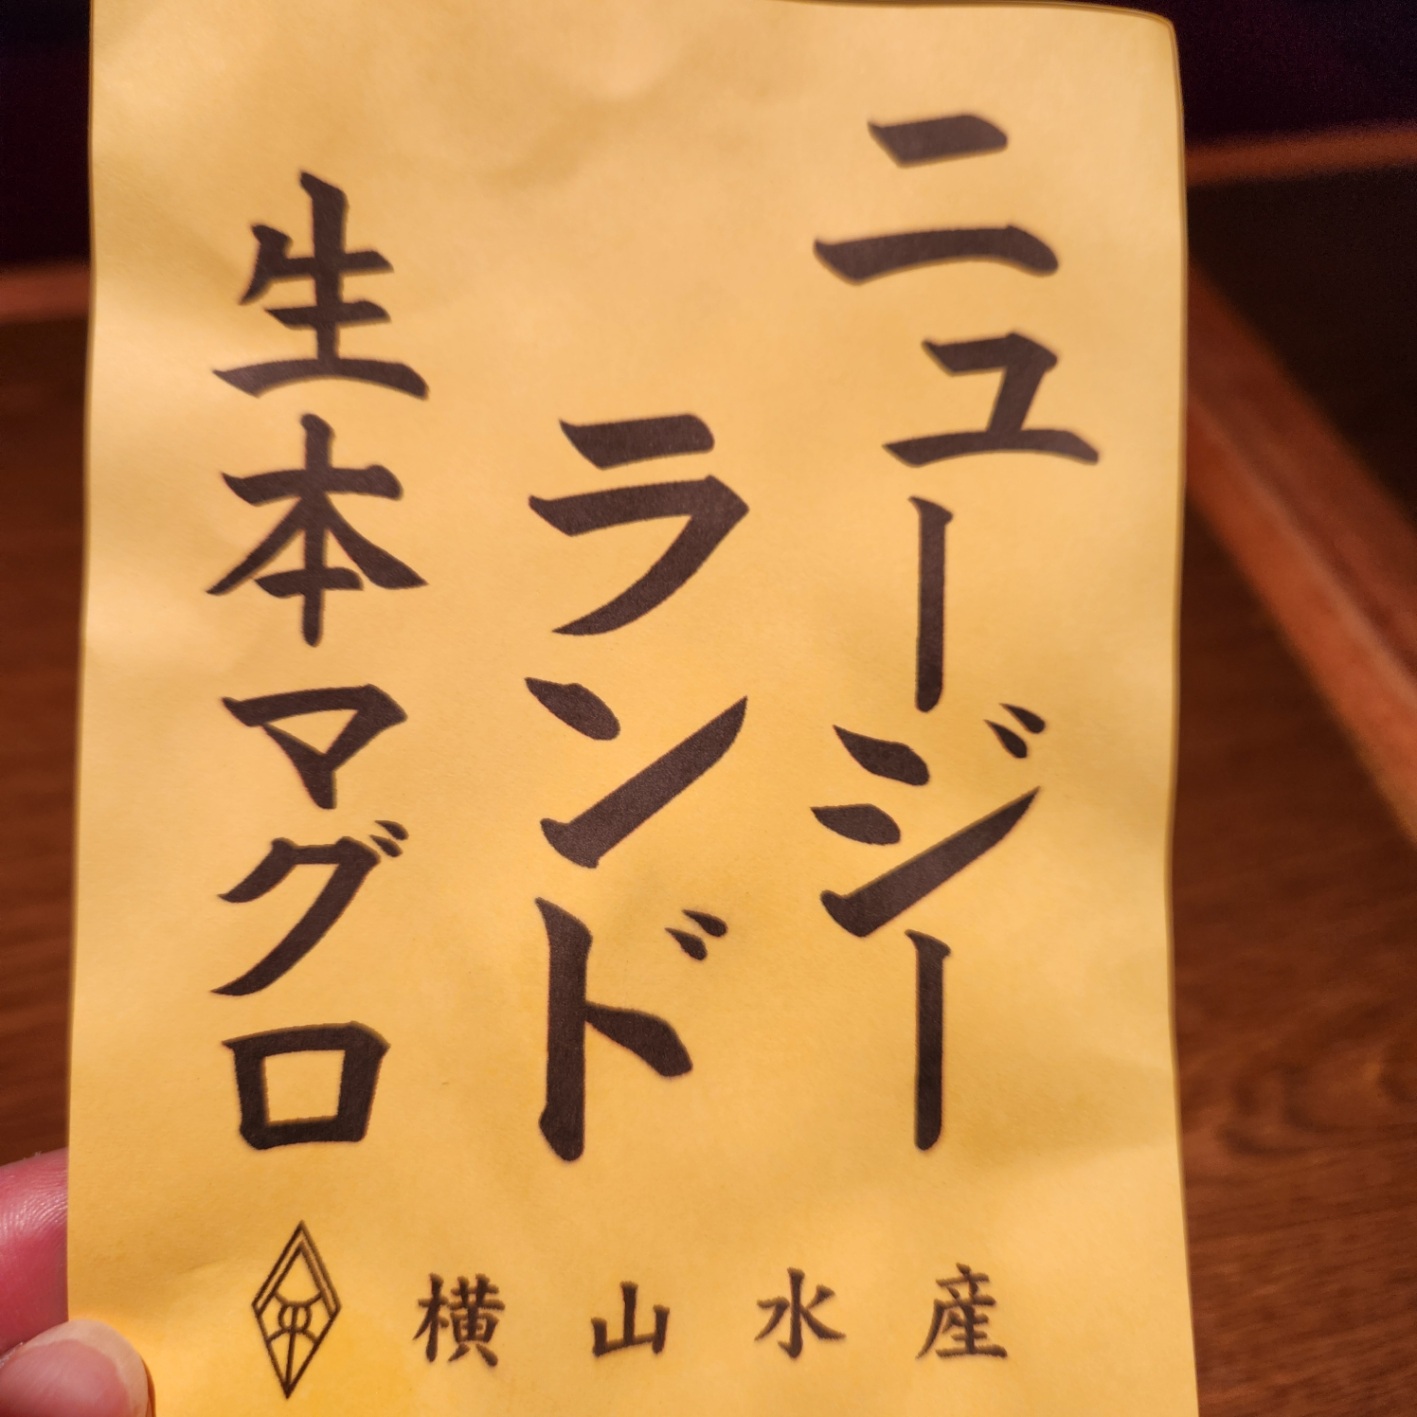 ニュージー
ランド
生本マグロ
横山水産